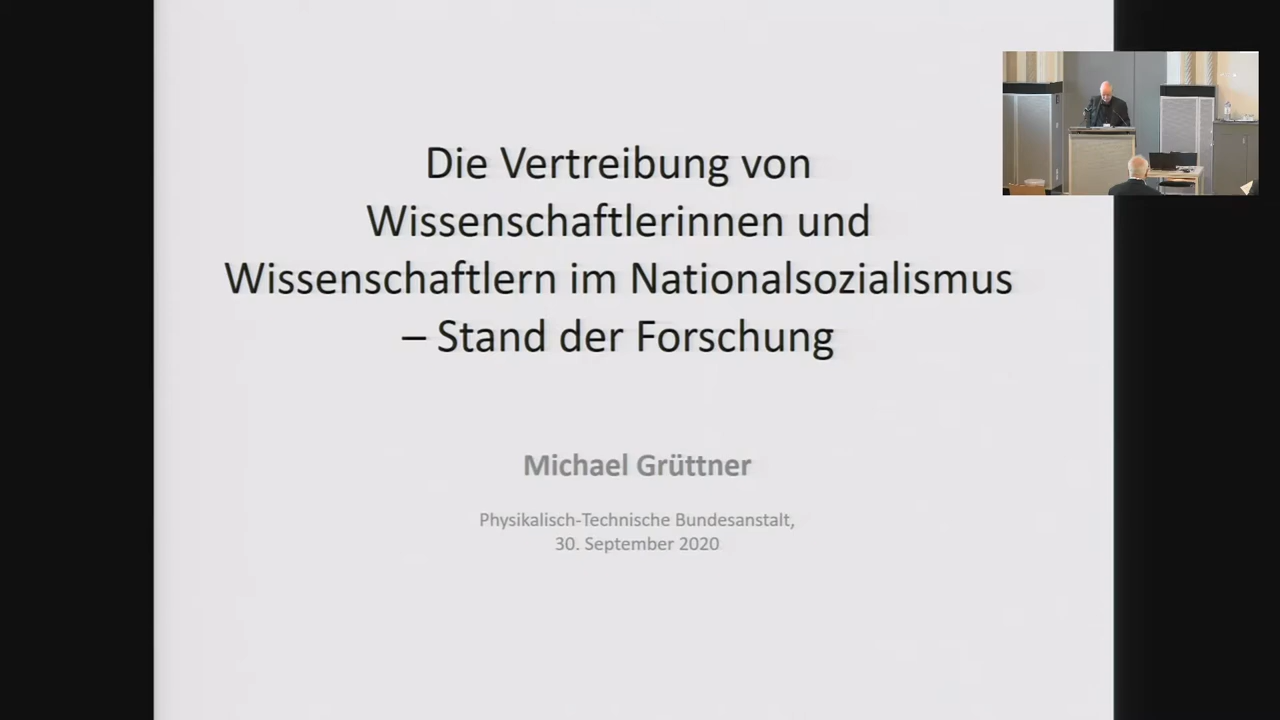 Die Vertreibung von
Wissenschaftlerinnen und
Wissenschaftlern im Nationalsozialismus
– Stand der Forschung
Michael Grüttner
Physikalisch-Technische Bundesanstalt,
30. September 2020